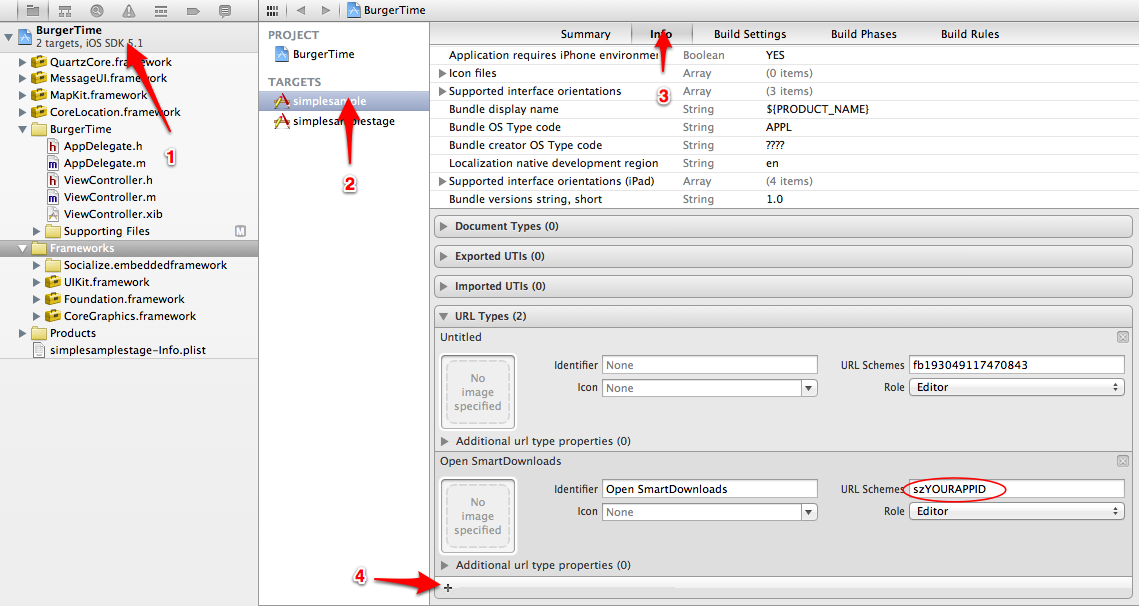 BurgerTime
BurgerTime
2 targets, iOS SDK 5.1
QuartzCore.framework
MessageUI.framework
MapKit.framework
CoreLocation.framework
BurgerTime
AppDelegate.h
AppDelegate.m
ViewController.h
ViewController.m
ViewController.xib
Supporting Files M
Frameworks
Socialize.embeddedframework
UIKit.framework
Foundation.framework
CoreGraphics.framework
Products
simplesamplestage-Info.plist
1
PROJECT
BurgerTime
TARGETS
simplesample
simplesamplestage
2
Summary Info Build Settings Build Phases Build Rules
3
Application requires iPhone environmen Boolean YES
Icon files Array (0 items)
Supported interface orientations Array (3 items)
Bundle display name String ${PRODUCT_NAME}
Bundle OS Type code String APPL
Bundle creator OS Type code String ????
Localization native development region String en
Supported interface orientations (iPad) Array (4 items)
Bundle versions string, short String 1.0
Document Types (0)
Exported UTIs (0)
Imported UTIs (0)
URL Types (2)
Untitled
No
image
specified
Identifier None URL Schemes fb193049117470843
Icon None Role Editor
Additional url type properties (0)
Open SmartDownloads
No
image
specified
Identifier Open SmartDownloads URL Schemes szYOURAPPID
Icon None Role Editor
Additional url type properties (0)
4
+